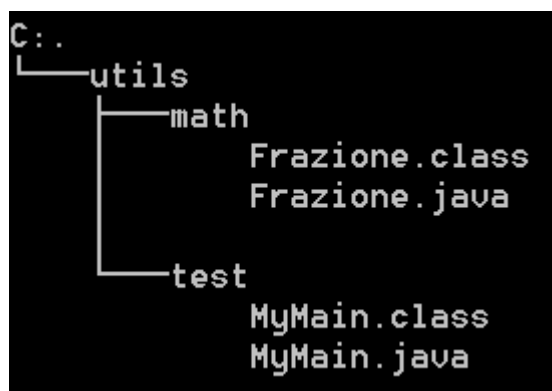 C:.
utils
math
Frazione.class
Frazione.java
test
MyMain.class
MyMain.java